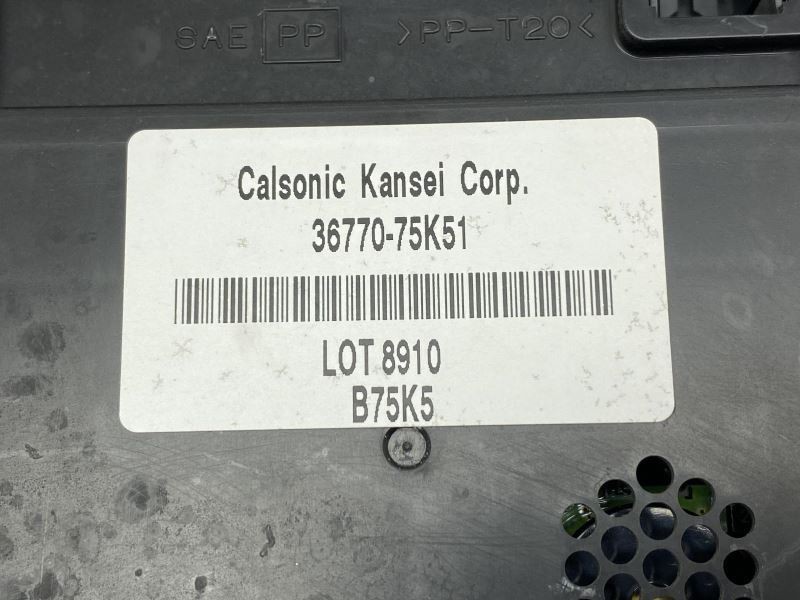 SAE PP >PP-T20<
Calsonic Kansei Corp.
36770-75K51
LOT 8910
B75K5